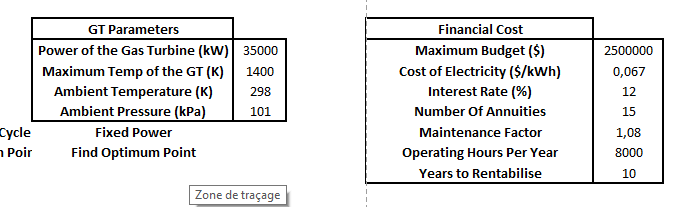 GT Parameters
Power of the Gas Turbine (kW) 35000
Maximum Temp of the GT (K) 1400
Ambient Temperature (K) 298
Ambient Pressure (kPa) 101
Cycle Fixed Power
Find Optimum Point
Zone de traçage
Financial Cost
Maximum Budget ($) 2500000
Cost of Electricity ($/kWh) 0,067
Interest Rate (%) 12
Number Of Annuities 15
Maintenance Factor 1,08
Operating Hours Per Year 8000
Years to Rentabilise 10